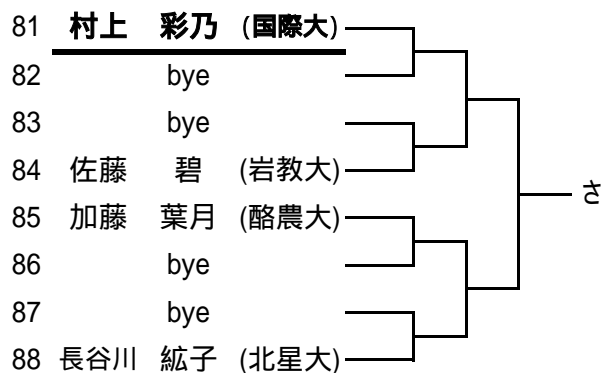 81 村上 彩乃 (国際大)
82 bye
83 bye
84 佐藤 碧 (岩教大)
さ
85 加藤 葉月 (酪農大)
86 bye
87 bye
88 長谷川 紘子 (北星大)